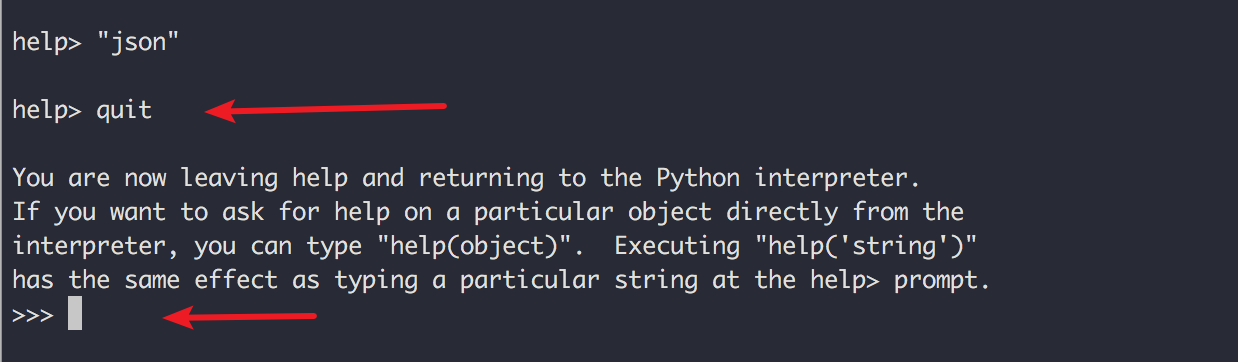 help> "json"
help> quit
You are now leaving help and returning to the Python interpreter.
If you want to ask for help on a particular object directly from the
interpreter, you can type "help(object)".  Executing "help('string')"
has the same effect as typing a particular string at the help> prompt.
>>>